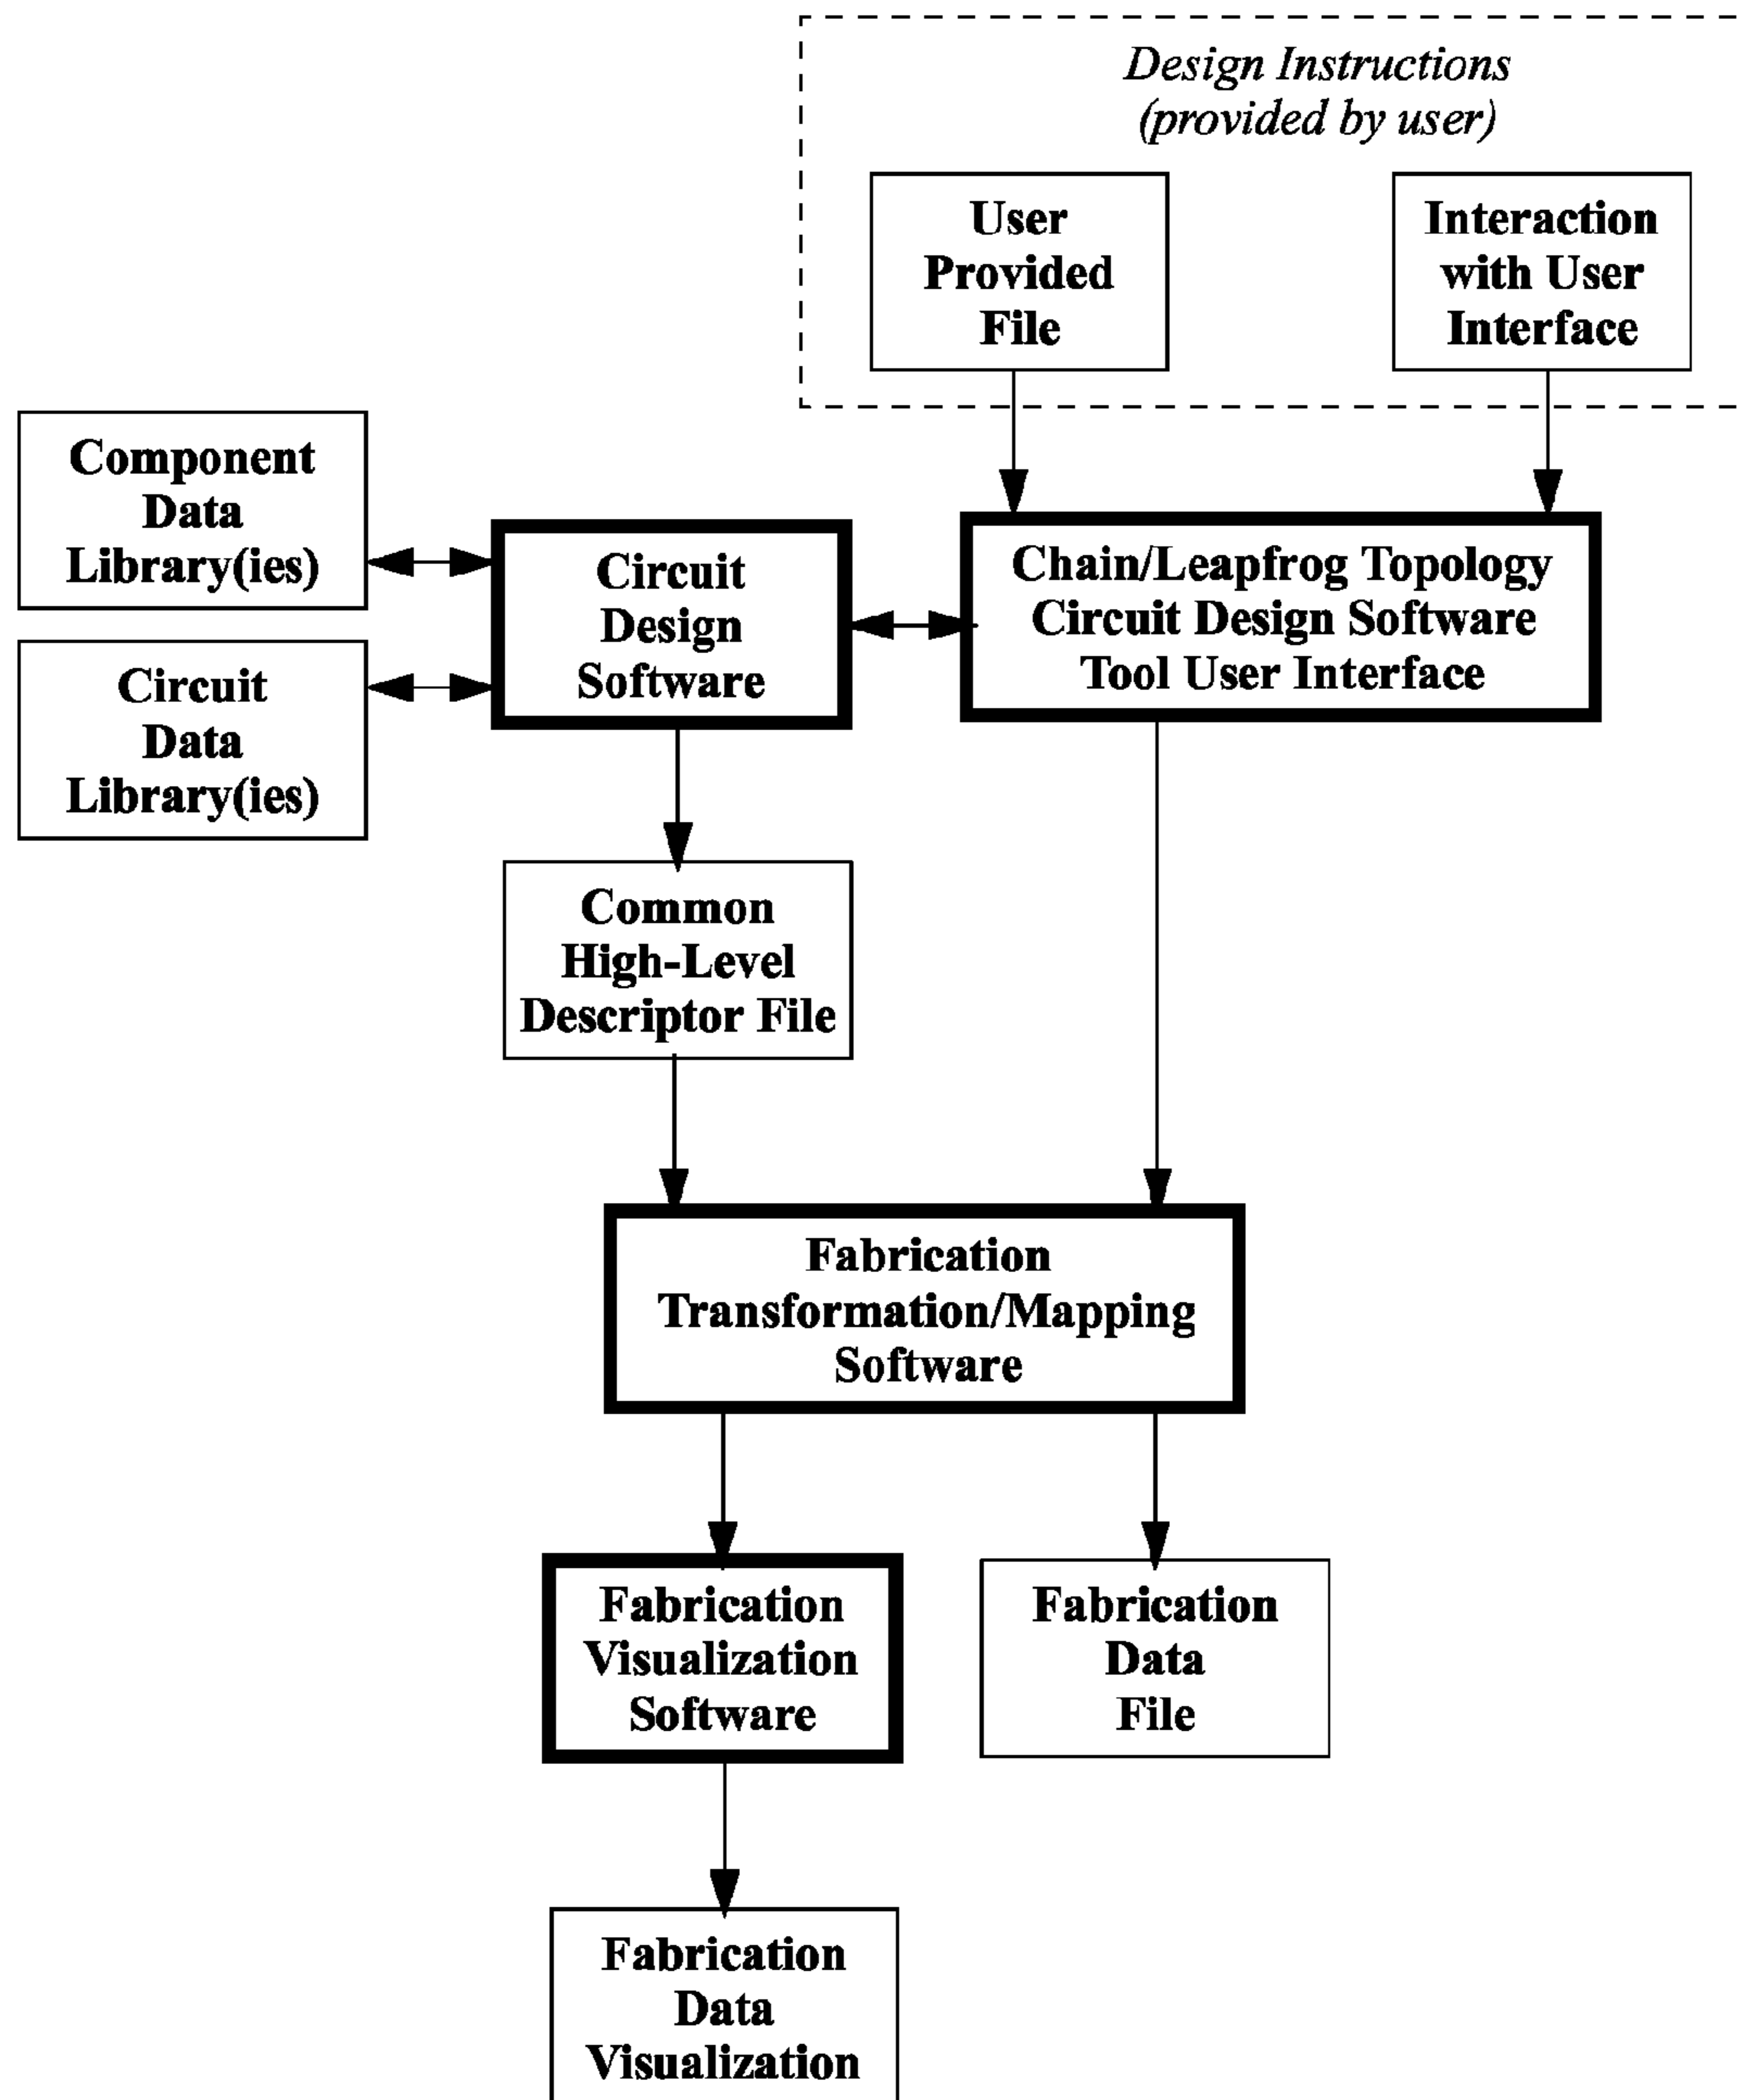 Design Instructions
(provided by user)
User
Provided
File
Interaction
with User
Interface
Component
Data
Library(ies)
Circuit
Data
Library(ies)
Circuit
Design
Software
Chain/Leapfrog Topology
Circuit Design Software
Tool User Interface
Common
High-Level
Descriptor File
Fabrication
Transformation/Mapping
Software
Fabrication
Visualization
Software
Fabrication
Data
File
Fabrication
Data
Visualization